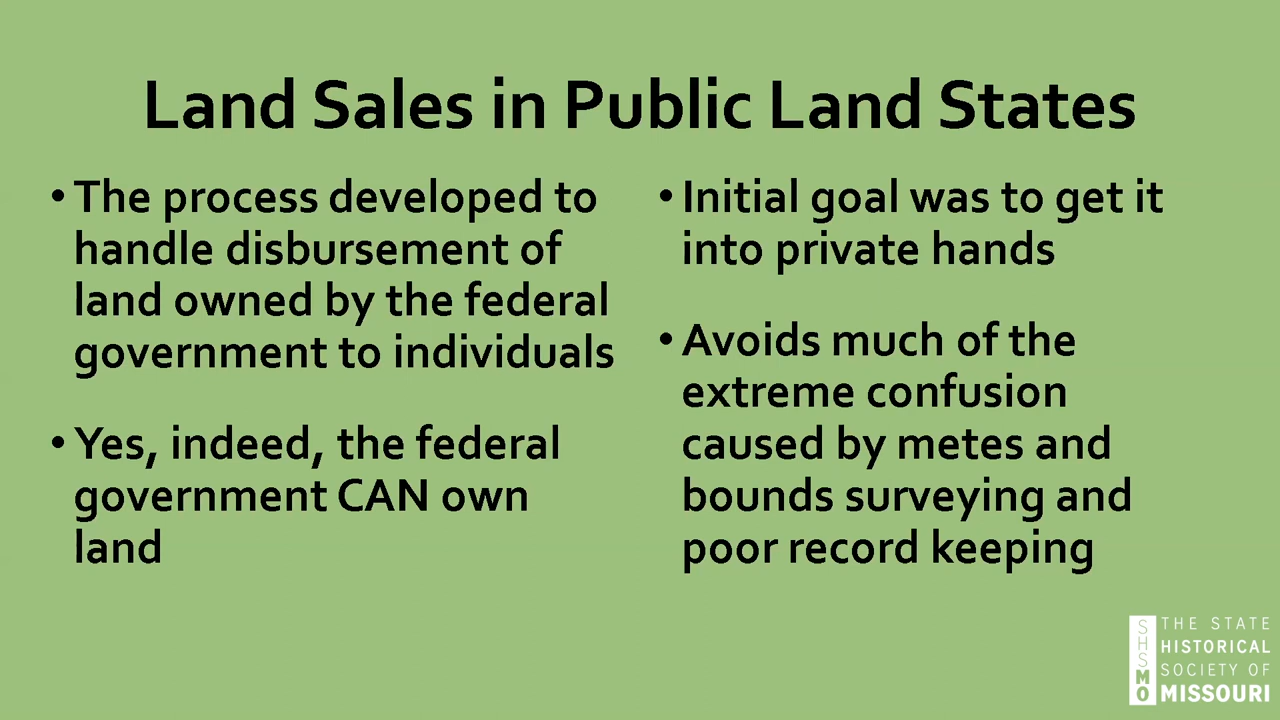 Land Sales in Public Land States
• The process developed to
handle disbursement of
land owned by the federal
government to individuals
• Yes, indeed, the federal
government CAN own
land
• Initial goal was to get it
into private hands
• Avoids much of the
extreme confusion
caused by metes and
bounds surveying and
poor record keeping
SHSMO
THE STATE
HISTORICAL
SOCIETY OF
MISSOURI